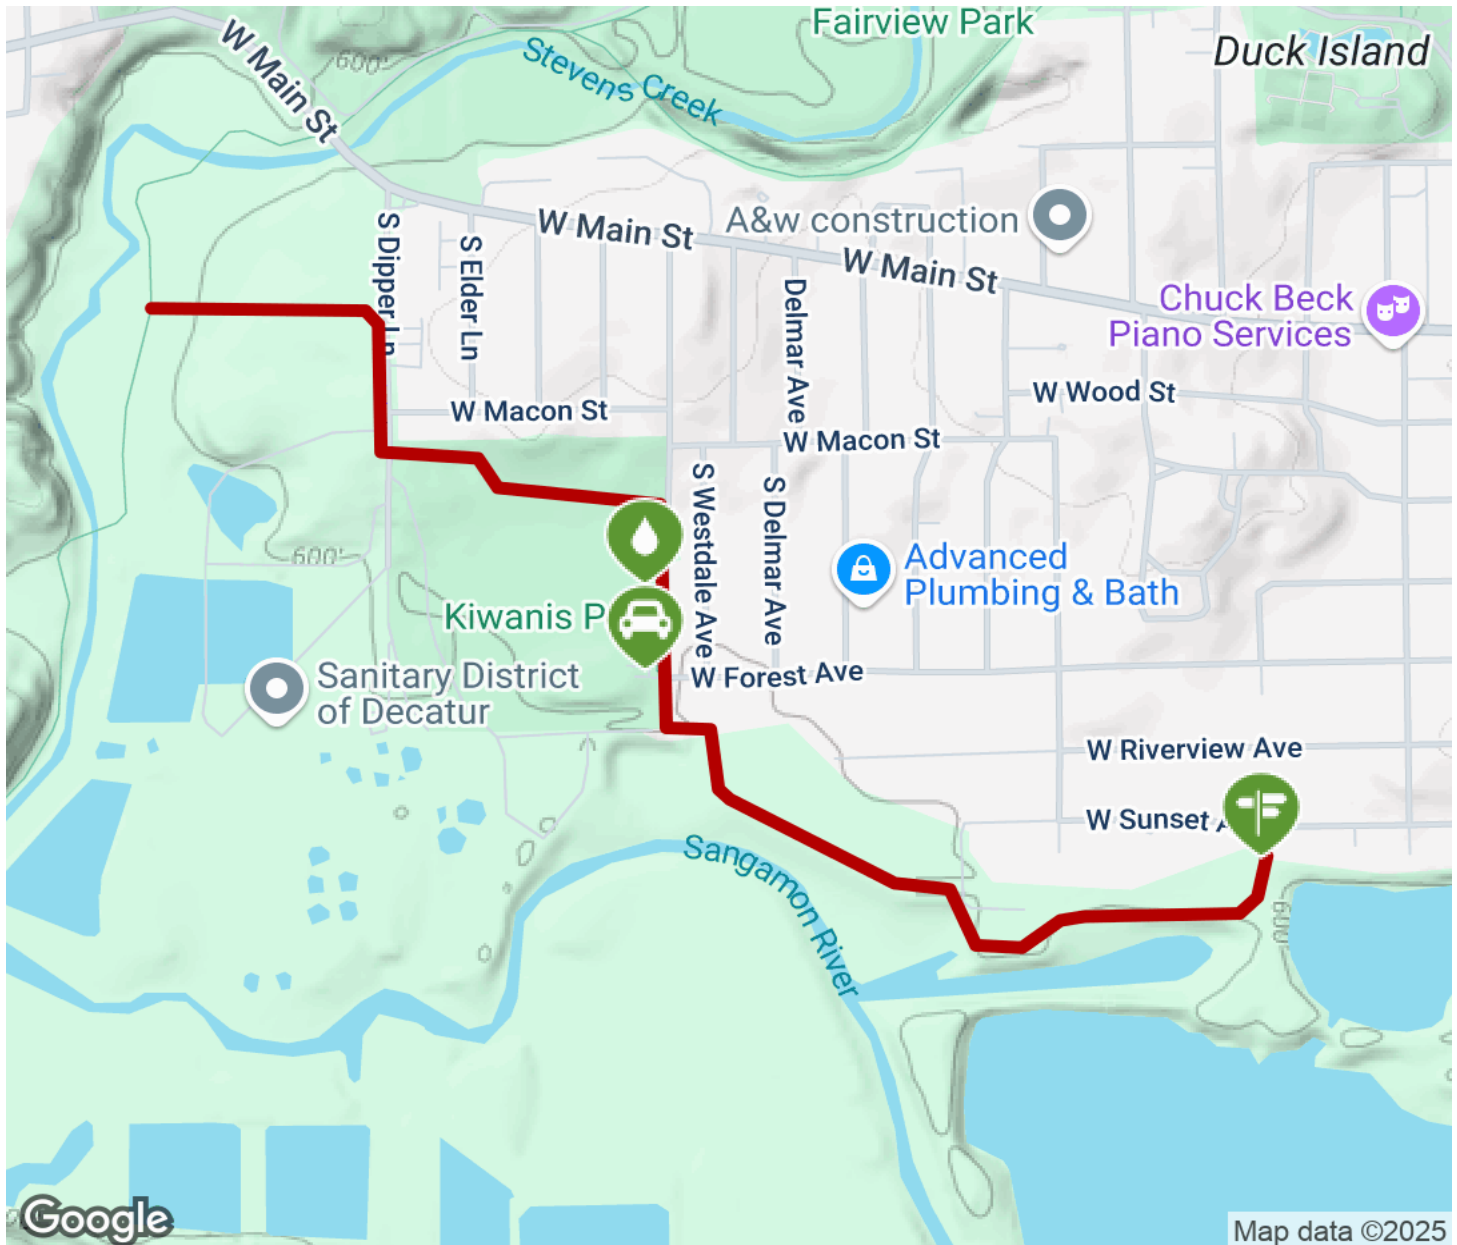 Fairview Park
Duck Island
W Main St
600'
Stevens Creek
S Dipper Ln
S Elder Ln
W Main St
A&w construction
W Main St
Delmar Ave
Chuck Beck
Piano Services
W Macon St
W Wood St
W Macon St
S Westdale Ave
S Delmar Ave
600'
Advanced
Plumbing & Bath
Kiwanis P
Sanitary District
of Decatur
W Forest Ave
W Riverview Ave
W Sunset A
Sangamon River
600
Google
Map data ©2025